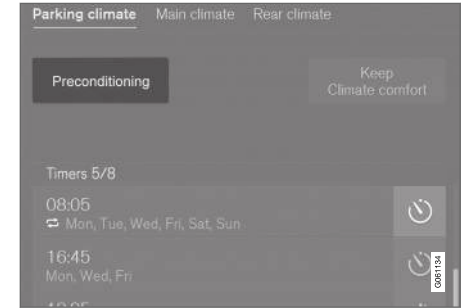 Parking climate Main climate Rear climate
Preconditioning
Keep
Climate comfort
Timers 5/8
08:05
Mon, Tue, Wed, Fri, Sat, Sun
16:45
Mon, Wed, Fri
G061134